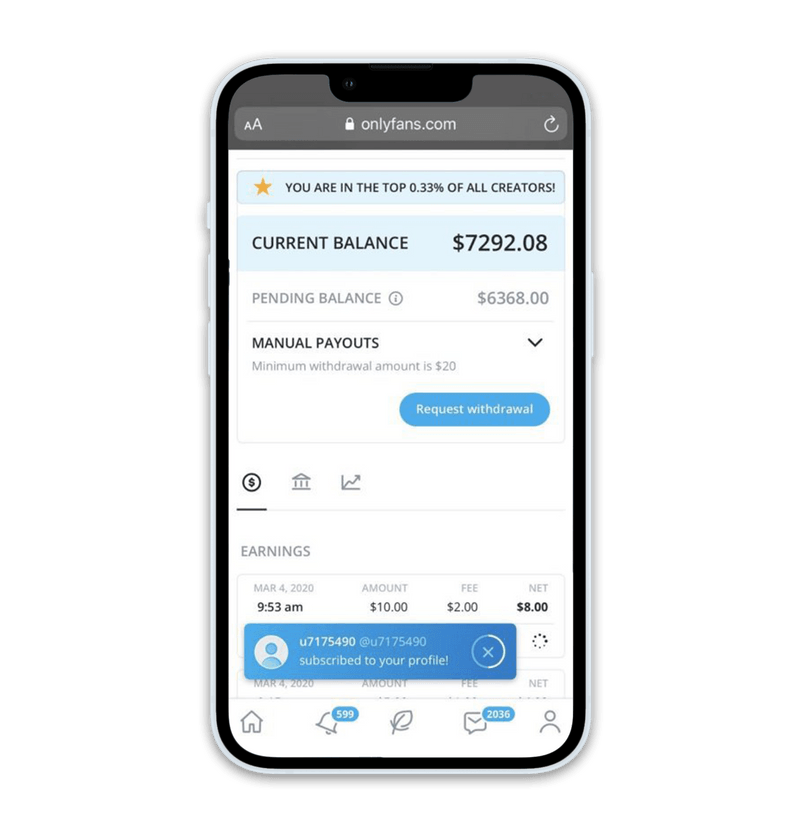 AA onlyfans.com
YOU ARE IN THE TOP 0.33% OF ALL CREATORS!
CURRENT BALANCE $7292.08
PENDING BALANCE $6368.00
MANUAL PAYOUTS
Minimum withdrawal amount is $20
Request withdrawal
EARNINGS
MAR 4, 2020 AMOUNT FEE NET
9:53 am $10.00 $2.00 $8.00
u7175490 @u7175490
subscribed to your profile!
MAR 4, 2020 AMOUNT FEE NET
599 2036